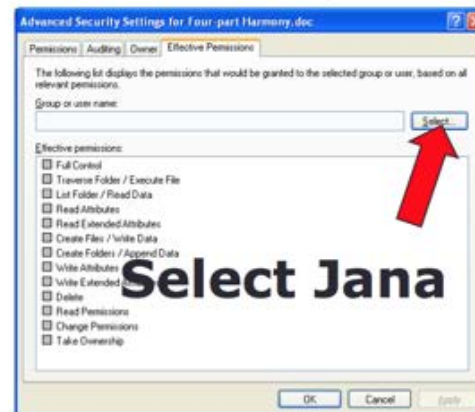 Advanced Security Settings for Four-part Harmony.doc
Permissions Auditing Owner Effective Permissions
The following list displays the permissions that would be granted to the selected group or user, based on all
relevant permissions.
Group or user name:
Select...
Effective permissions:
Full Control
Traverse Folder / Execute File
List Folder / Read Data
Read Attributes
Read Extended Attributes
Create Files / Write Data
Create Folders / Append Data
Write Attributes
Write Extended
Delete
Read Permissions
Change Permissions
Take Ownership
Select Jana
OK Cancel Apply